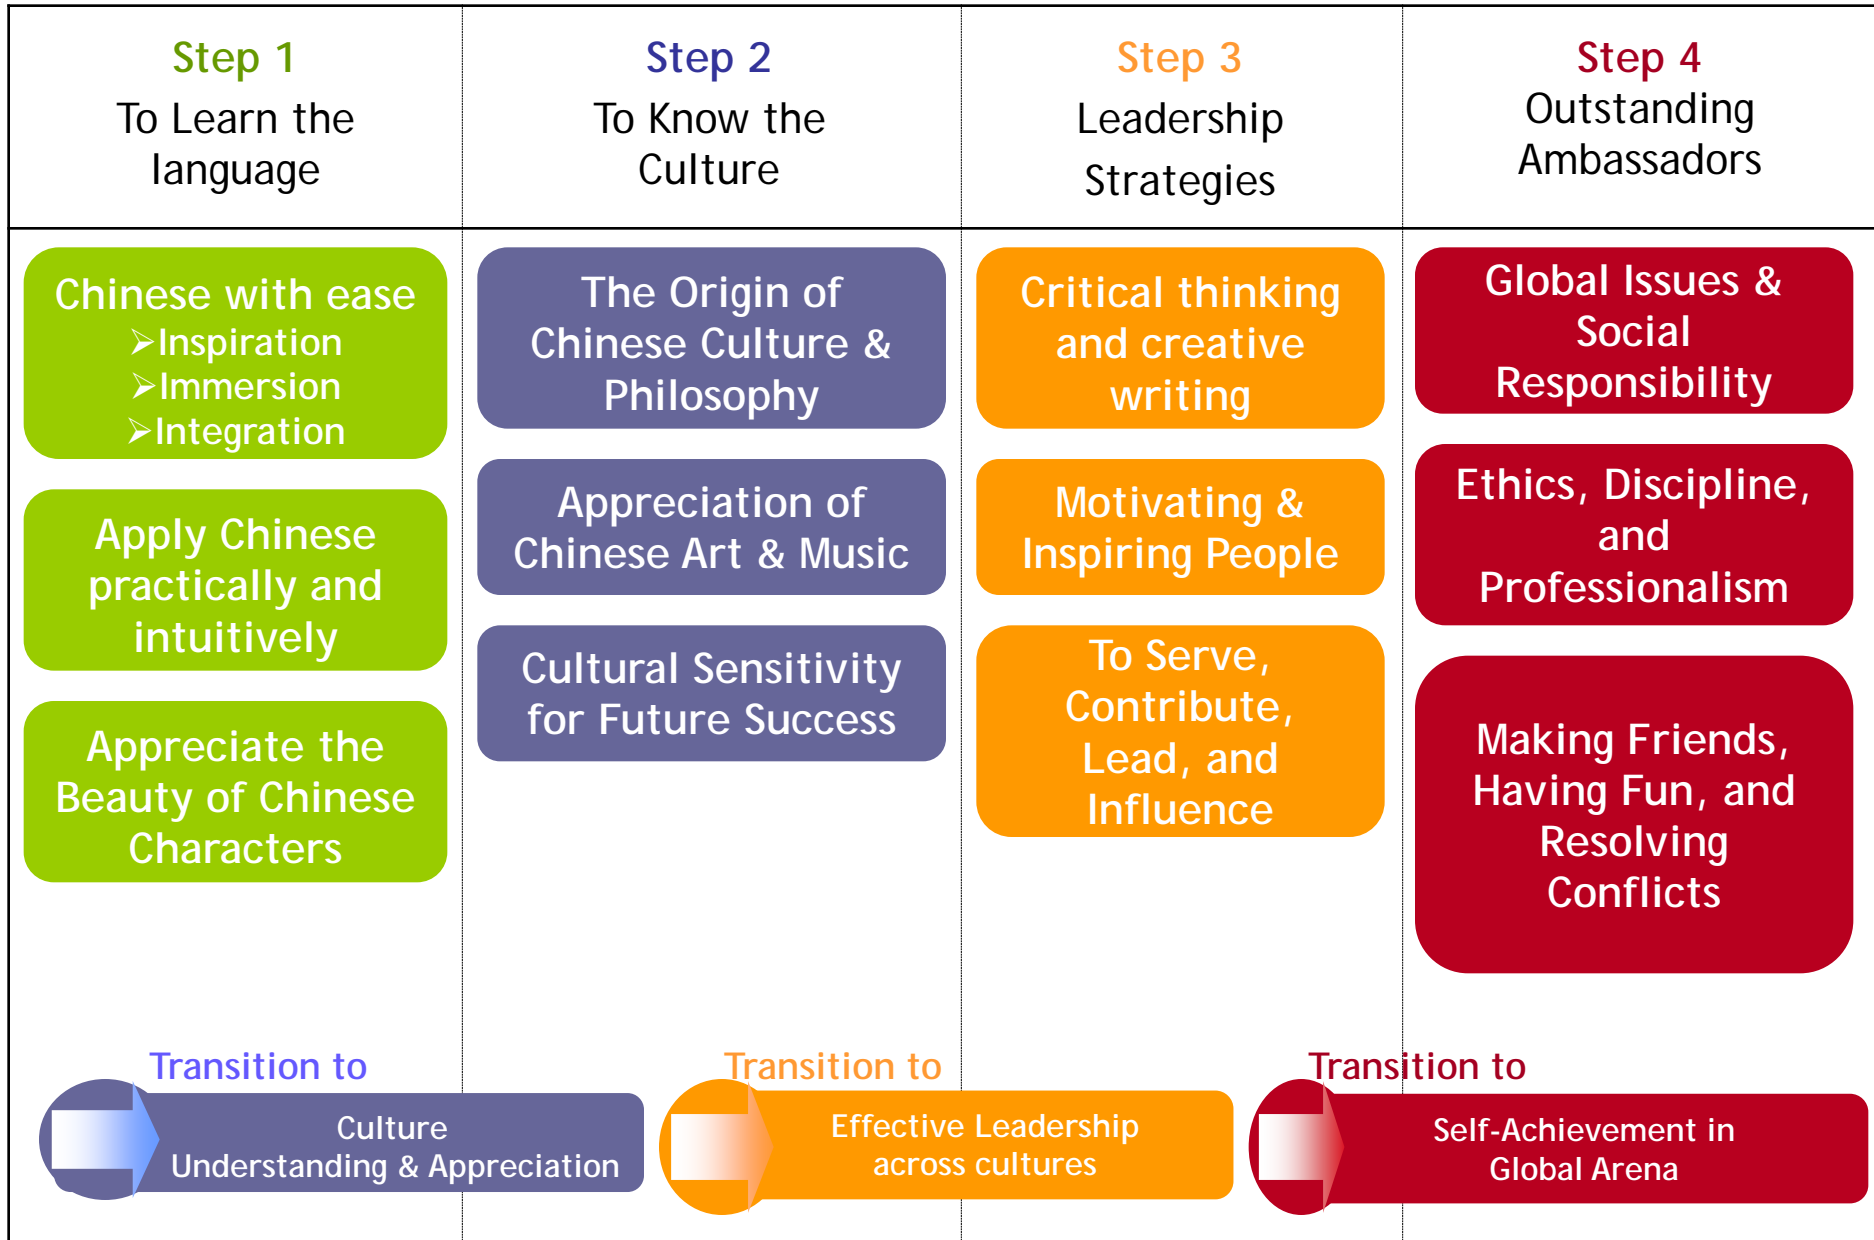 Step 1
To Learn the
language
Step 2
To Know the
Culture
Step 3
Leadership
Strategies
Step 4
Outstanding
Ambassadors
Chinese with ease
➢Inspiration
➢Immersion
➢Integration
Apply Chinese
practically and
intuitively
Appreciate the
Beauty of Chinese
Characters
The Origin of
Chinese Culture &
Philosophy
Appreciation of
Chinese Art & Music
Cultural Sensitivity
for Future Success
Critical thinking
and creative
writing
Motivating &
Inspiring People
To Serve,
Contribute,
Lead, and
Influence
Global Issues &
Social
Responsibility
Ethics, Discipline,
and
Professionalism
Making Friends,
Having Fun, and
Resolving
Conflicts
Transition to
Culture
Understanding & Appreciation
Transition to
Effective Leadership
across cultures
Transition to
Self-Achievement in
Global Arena